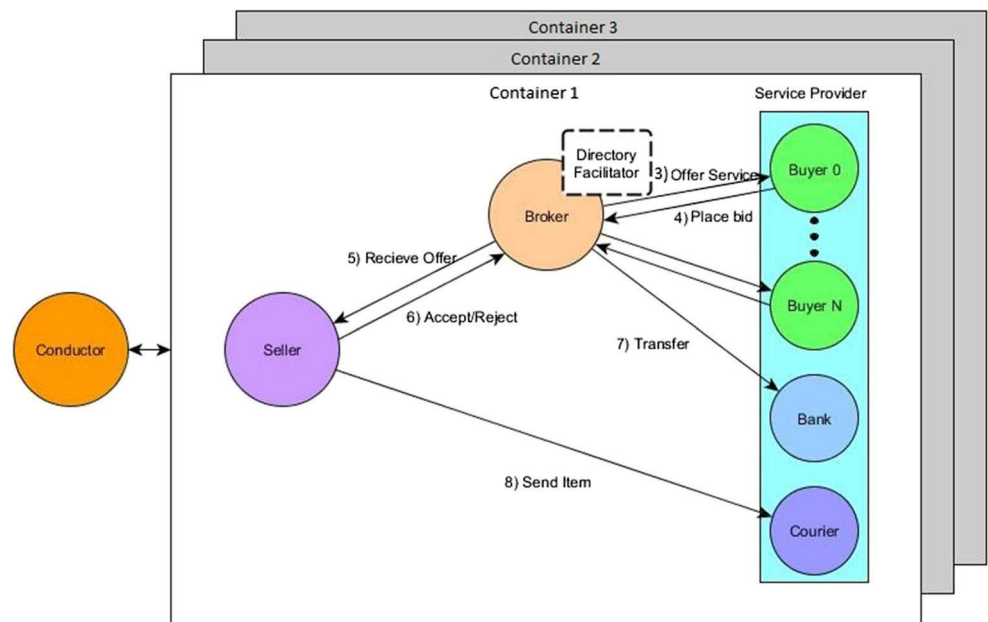 Container 3
Container 2
Container 1
Service Provider
Directory
Facilitator
3) Offer Service
Buyer 0
Broker
4) Place bid
5) Recieve Offer
6) Accept/Reject
Buyer N
Conductor
Seller
7) Transfer
Bank
8) Send Item
Courier